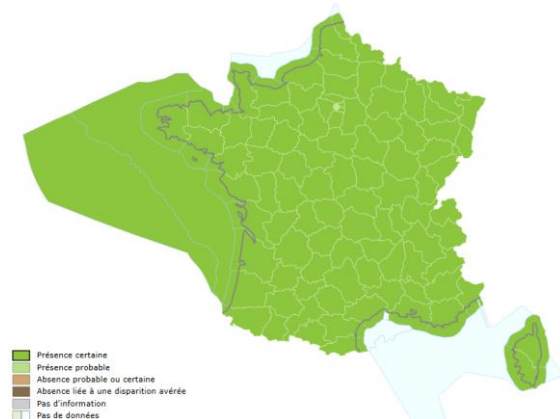 Présence certaine
Présence probable
Absence probable ou certaine
Absence liée à une disparition avérée
Pas d'information
Pas de données